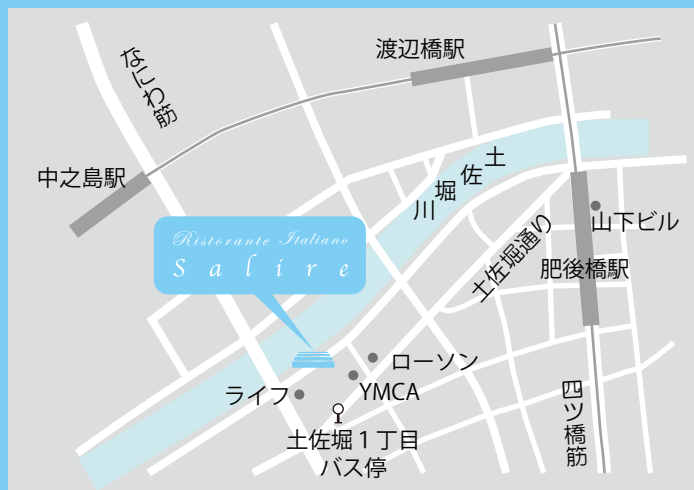 渡辺橋駅
なにわ筋
中之島駅
土佐堀川
山下ビル
Ristorante Italiano
Salire
土佐堀通り
肥後橋駅
ローソン
YMCA
ライフ
四ツ橋筋
土佐堀1丁目
バス停